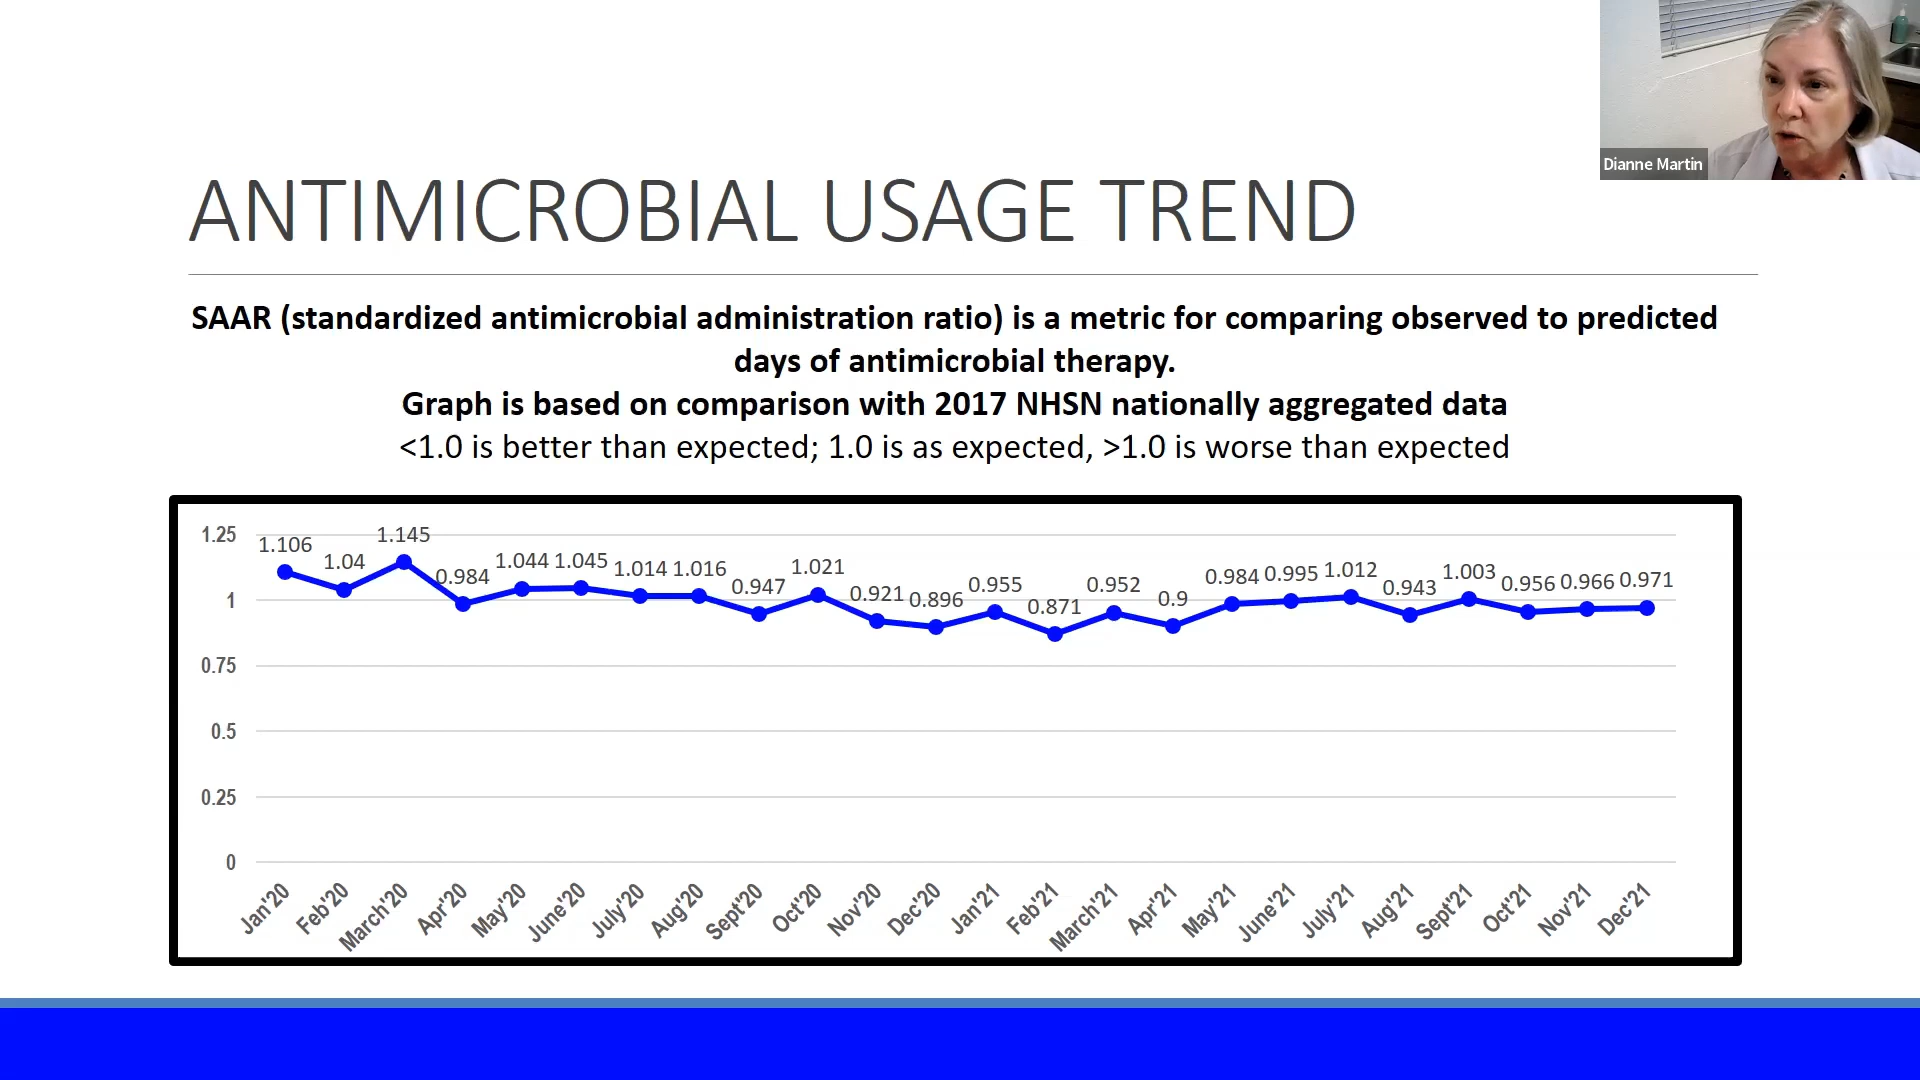 Dianne Martin
ANTIMICROBIAL USAGE TREND
SAAR (standardized antimicrobial administration ratio) is a metric for comparing observed to predicted
days of antimicrobial therapy.
Graph is based on comparison with 2017 NHSN nationally aggregated data
<1.0 is better than expected; 1.0 is as expected, >1.0 is worse than expected
1.25
1
0.75
0.5
0.25
0
1.106
1.04
1.145
0.984
1.044
1.045
1.014
1.016
0.947
1.021
0.921
0.896
0.955
0.871
0.952
0.9
0.984
0.995
1.012
0.943
1.003
0.956
0.966
0.971
Jan'20
Feb'20
March'20
Apr'20
May'20
June'20
July'20
Aug'20
Sept'20
Oct'20
Nov'20
Dec'20
Jan'21
Feb'21
March'21
Apr'21
May'21
June'21
July'21
Aug'21
Sept'21
Oct'21
Nov'21
Dec'21